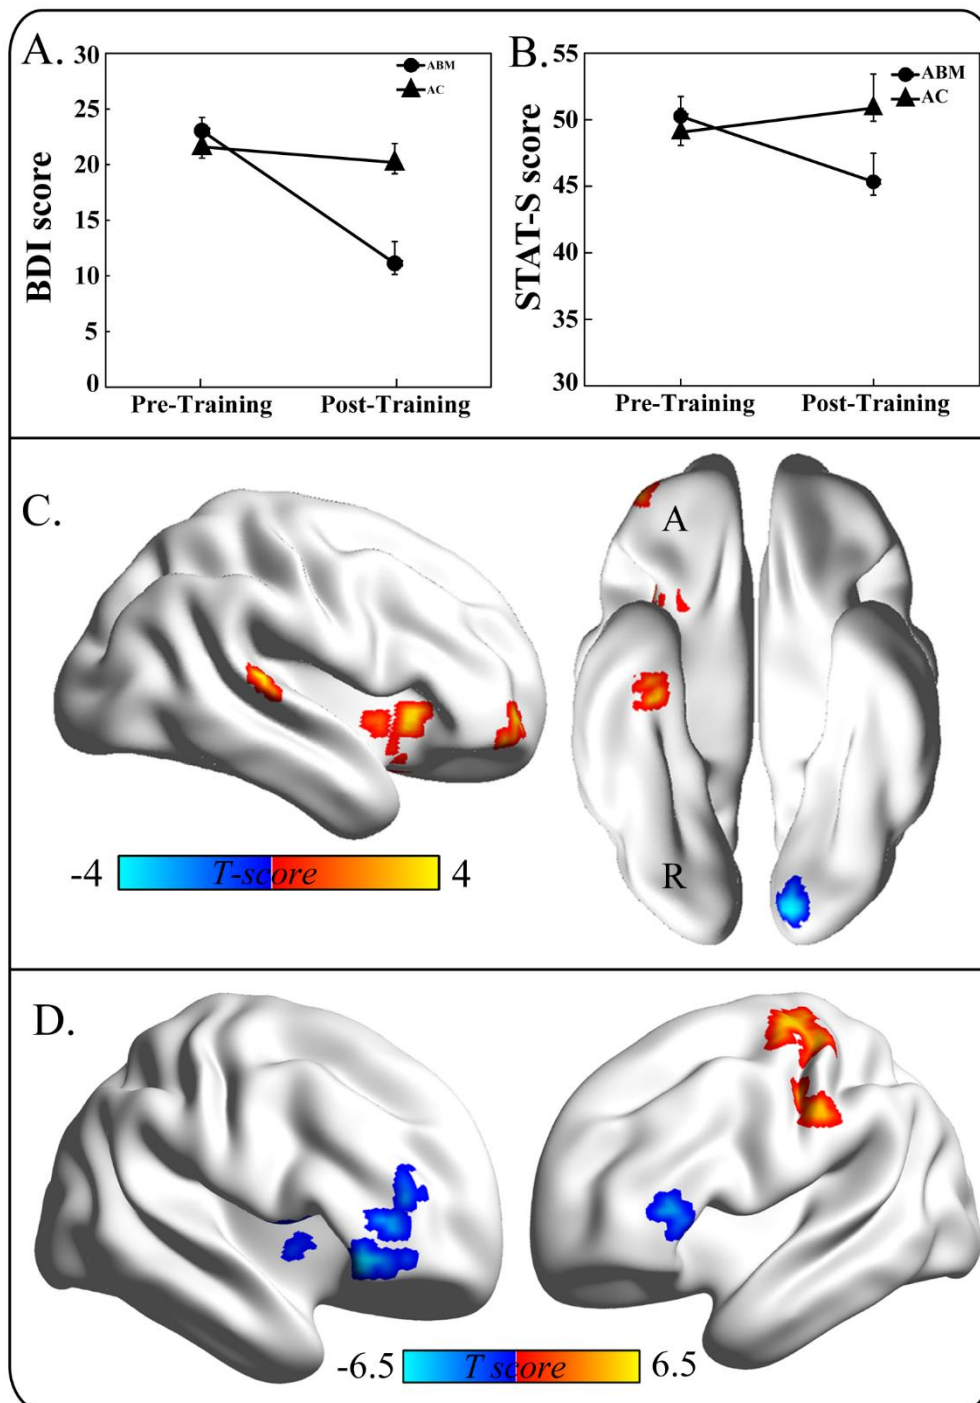 A.
BDI score
30
25
20
15
10
5
0
ABM
AC
Pre-Training
Post-Training
B.
STAT-S score
55
50
45
40
35
30
ABM
AC
Pre-Training
Post-Training
C.
A
R
-4
T-score
4
D.
-6.5
T score
6.5